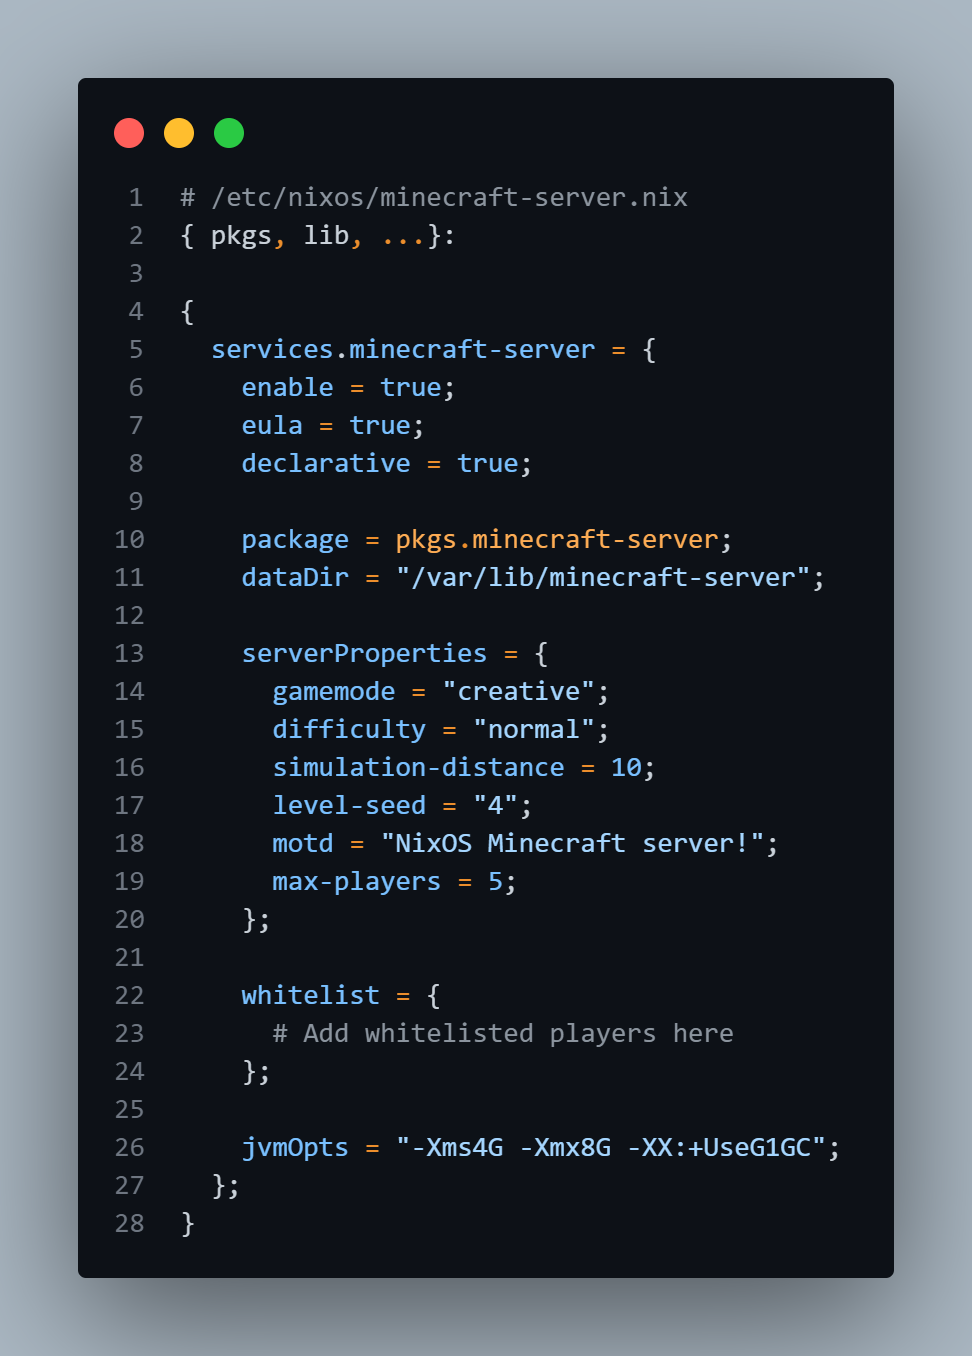 1 # /etc/nixos/minecraft-server.nix
2 { pkgs, lib, ...}:
3
4 {
5   services.minecraft-server = {
6     enable = true;
7     eula = true;
8     declarative = true;
9
10     package = pkgs.minecraft-server;
11     dataDir = "/var/lib/minecraft-server";
12
13     serverProperties = {
14       gamemode = "creative";
15       difficulty = "normal";
16       simulation-distance = 10;
17       level-seed = "4";
18       motd = "NixOS Minecraft server!";
19       max-players = 5;
20     };
21
22     whitelist = {
23       # Add whitelisted players here
24     };
25
26     jvmOpts = "-Xms4G -Xmx8G -XX:+UseG1GC";
27   };
28 }